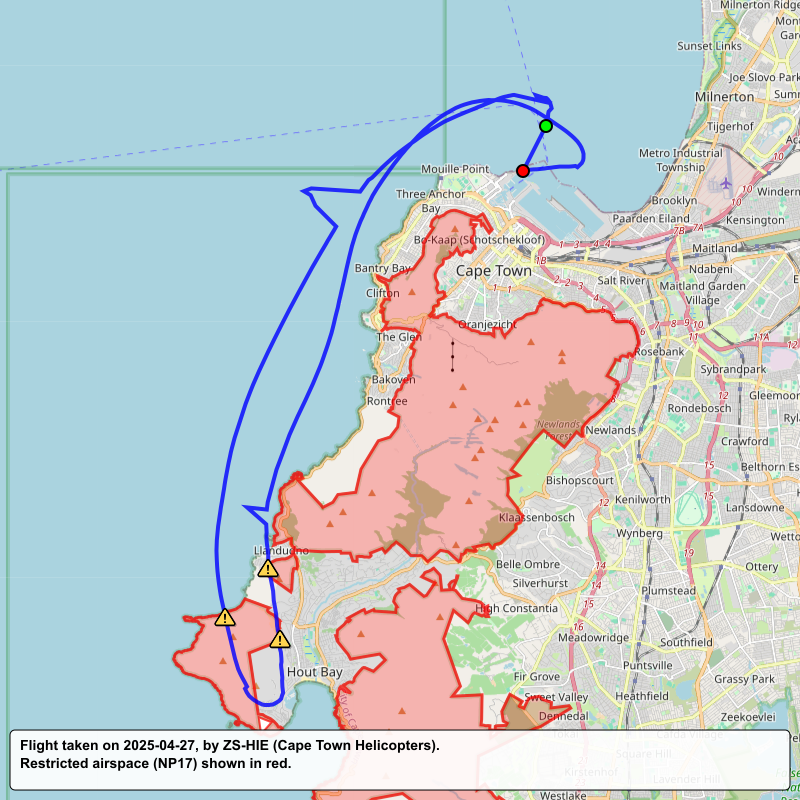 Milnerton Ridge
Sunset Links
Joe Slovo Park
Milnerton
Tijgerhof
Metro Industrial
Township
Mouille Point
Three Anchor
Bay
Brooklyn
Paarden Eiland
Kensington
7B
7A
Bo-Kaap (Schotschekloof)
Maitland
Bantry Bay
Cape Town
Ndabeni
Salt River
Maitland Garden
Village
Clifton
Oranjezicht
The Glen
11A
Rosebank
Sybrandpark
Bakoven
Rontree
Rondebosch
Newlands
Forest
Newlands
Crawford
Bishopscourt
Kenilworth
Lansdowne
Klaassenbosch
Wynberg
Llandudno
Belle Ombre
Ottery
Silverhurst
Plumstead
High Constantia
Meadowridge
Southfield
Hout Bay
Fir Grove
Puntsville
Grassy Park
Sweet Valley
Heathfield
Dennedal
Zeekoevlei
Flight taken on 2025-04-27, by ZS-HIE (Cape Town Helicopters).
Restricted airspace (NP17) shown in red.
Square Hill
Kirstenhof
Lavender Hill
Westlake